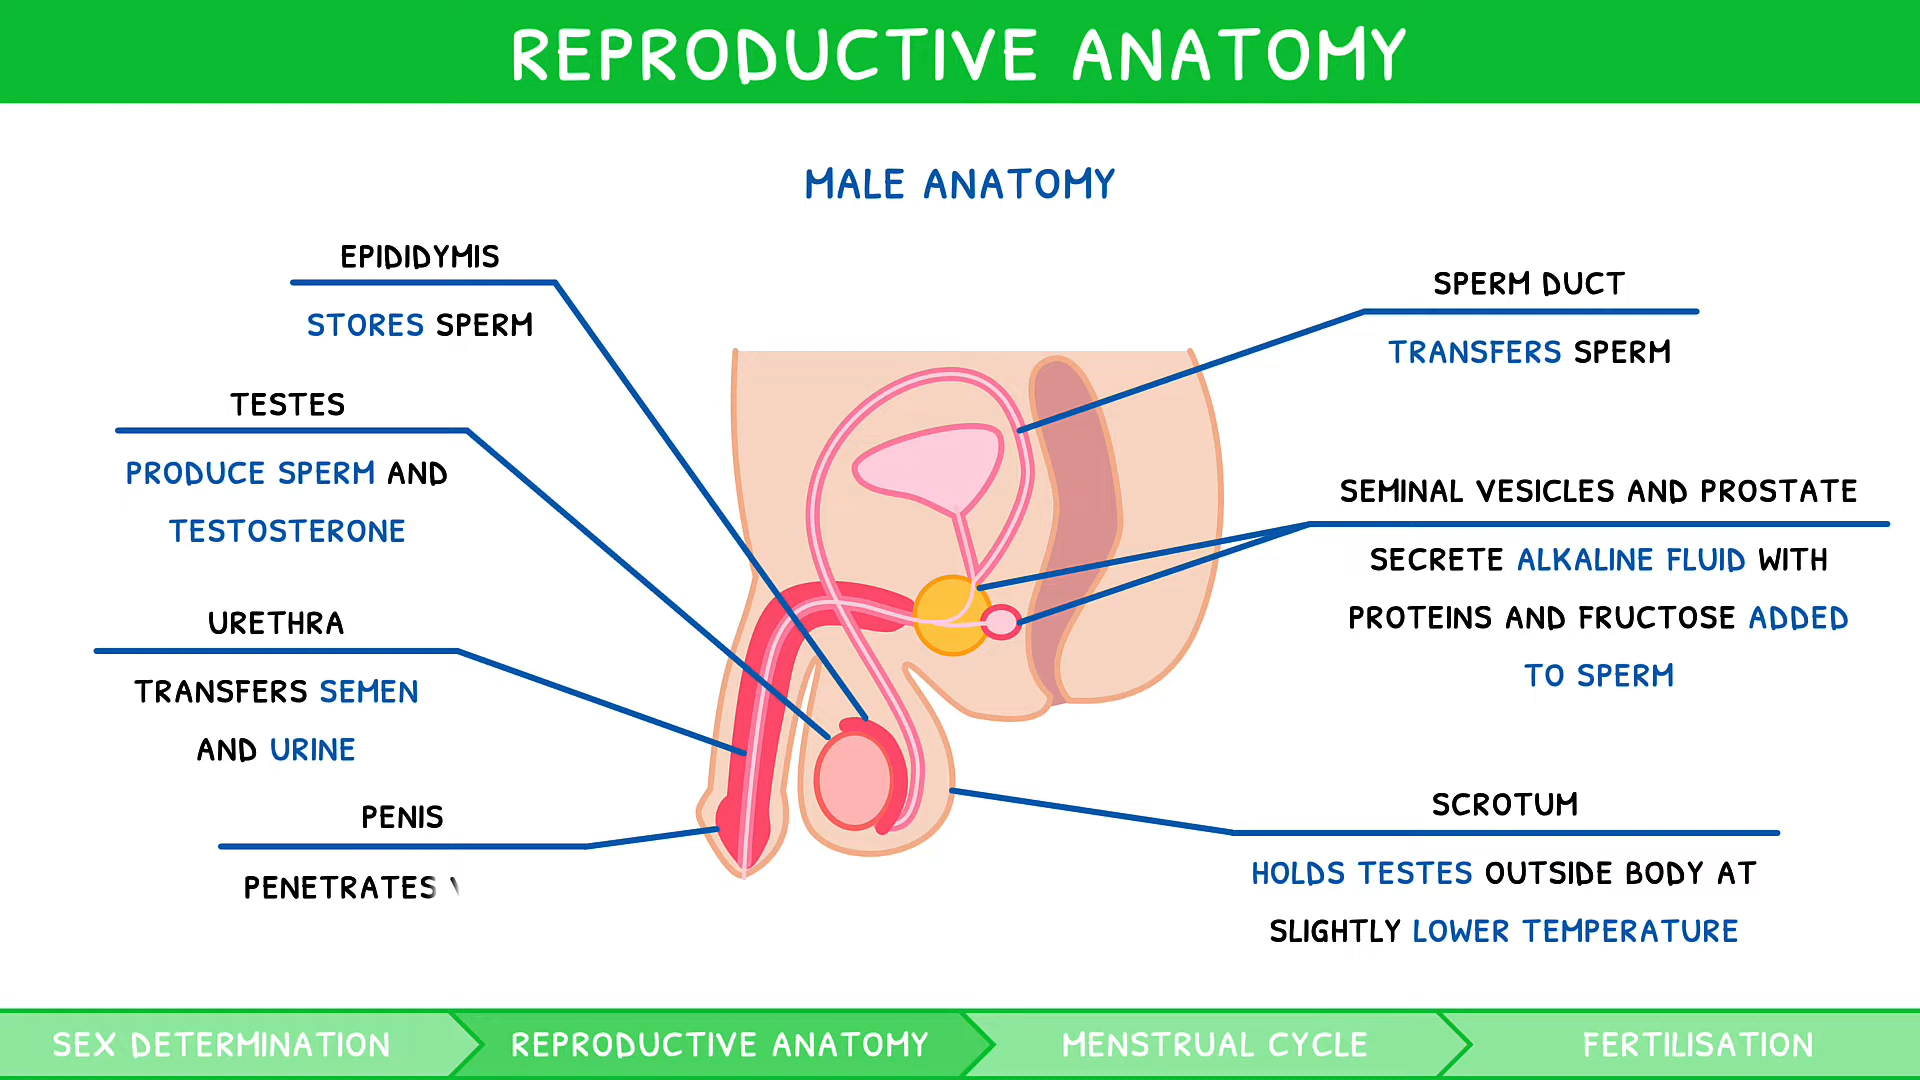 REPRODUCTIVE ANATOMY
MALE ANATOMY
EPIDIDYMIS
STORES SPERM
TESTES
PRODUCE SPERM AND
TESTOSTERONE
URETHRA
TRANSFERS SEMEN
AND URINE
PENIS
PENETRATES
SPERM DUCT
TRANSFERS SPERM
SEMINAL VESICLES AND PROSTATE
SECRETE ALKALINE FLUID WITH
PROTEINS AND FRUCTOSE ADDED
TO SPERM
SCROTUM
HOLDS TESTES OUTSIDE BODY AT
SLIGHTLY LOWER TEMPERATURE
SEX DETERMINATION
REPRODUCTIVE ANATOMY
MENSTRUAL CYCLE
FERTILISATION